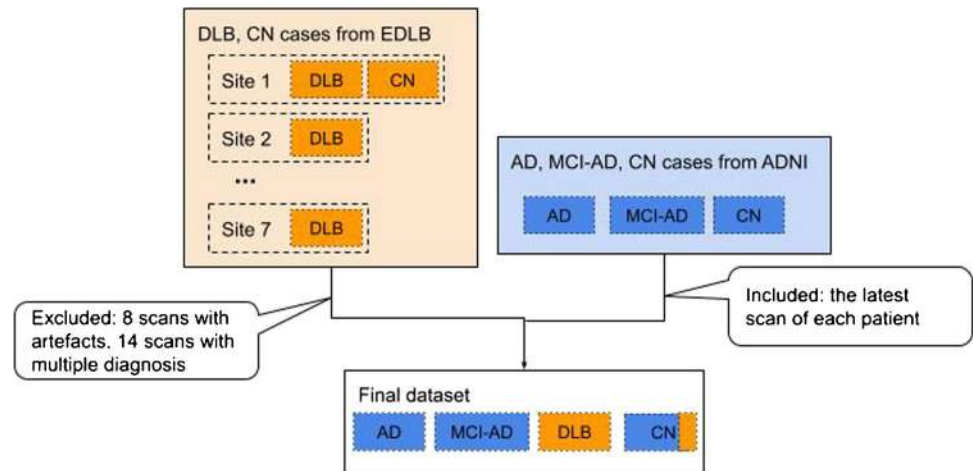 DLB, CN cases from EDLB
Site 1 DLB CN
Site 2 DLB
...
Site 7 DLB
AD, MCI-AD, CN cases from ADNI
AD MCI-AD CN
Excluded: 8 scans with
artefacts, 14 scans with
multiple diagnosis
Included: the latest
scan of each patient
Final dataset
AD MCI-AD DLB CN